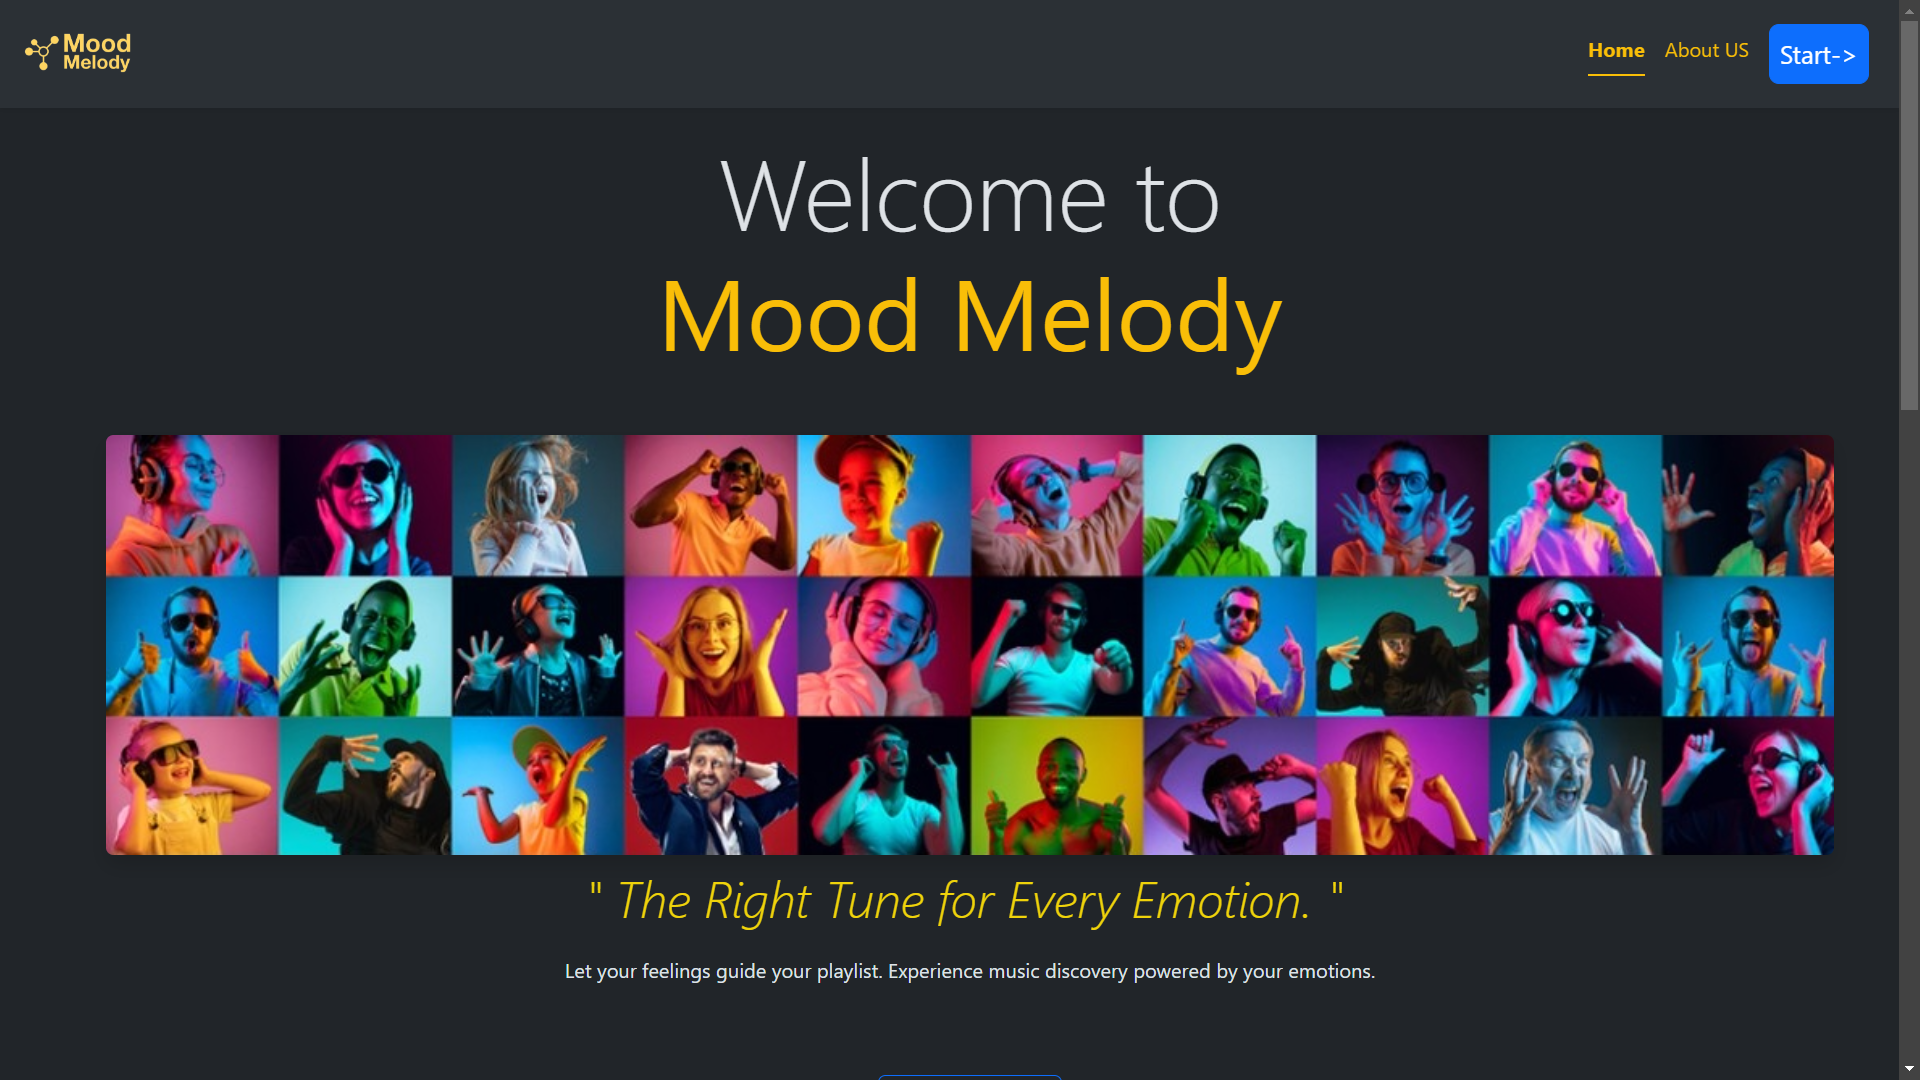 Mood
Melody
Home
About US
Start->
Welcome to
Mood Melody
" The Right Tune for Every Emotion. "
Let your feelings guide your playlist. Experience music discovery powered by your emotions.